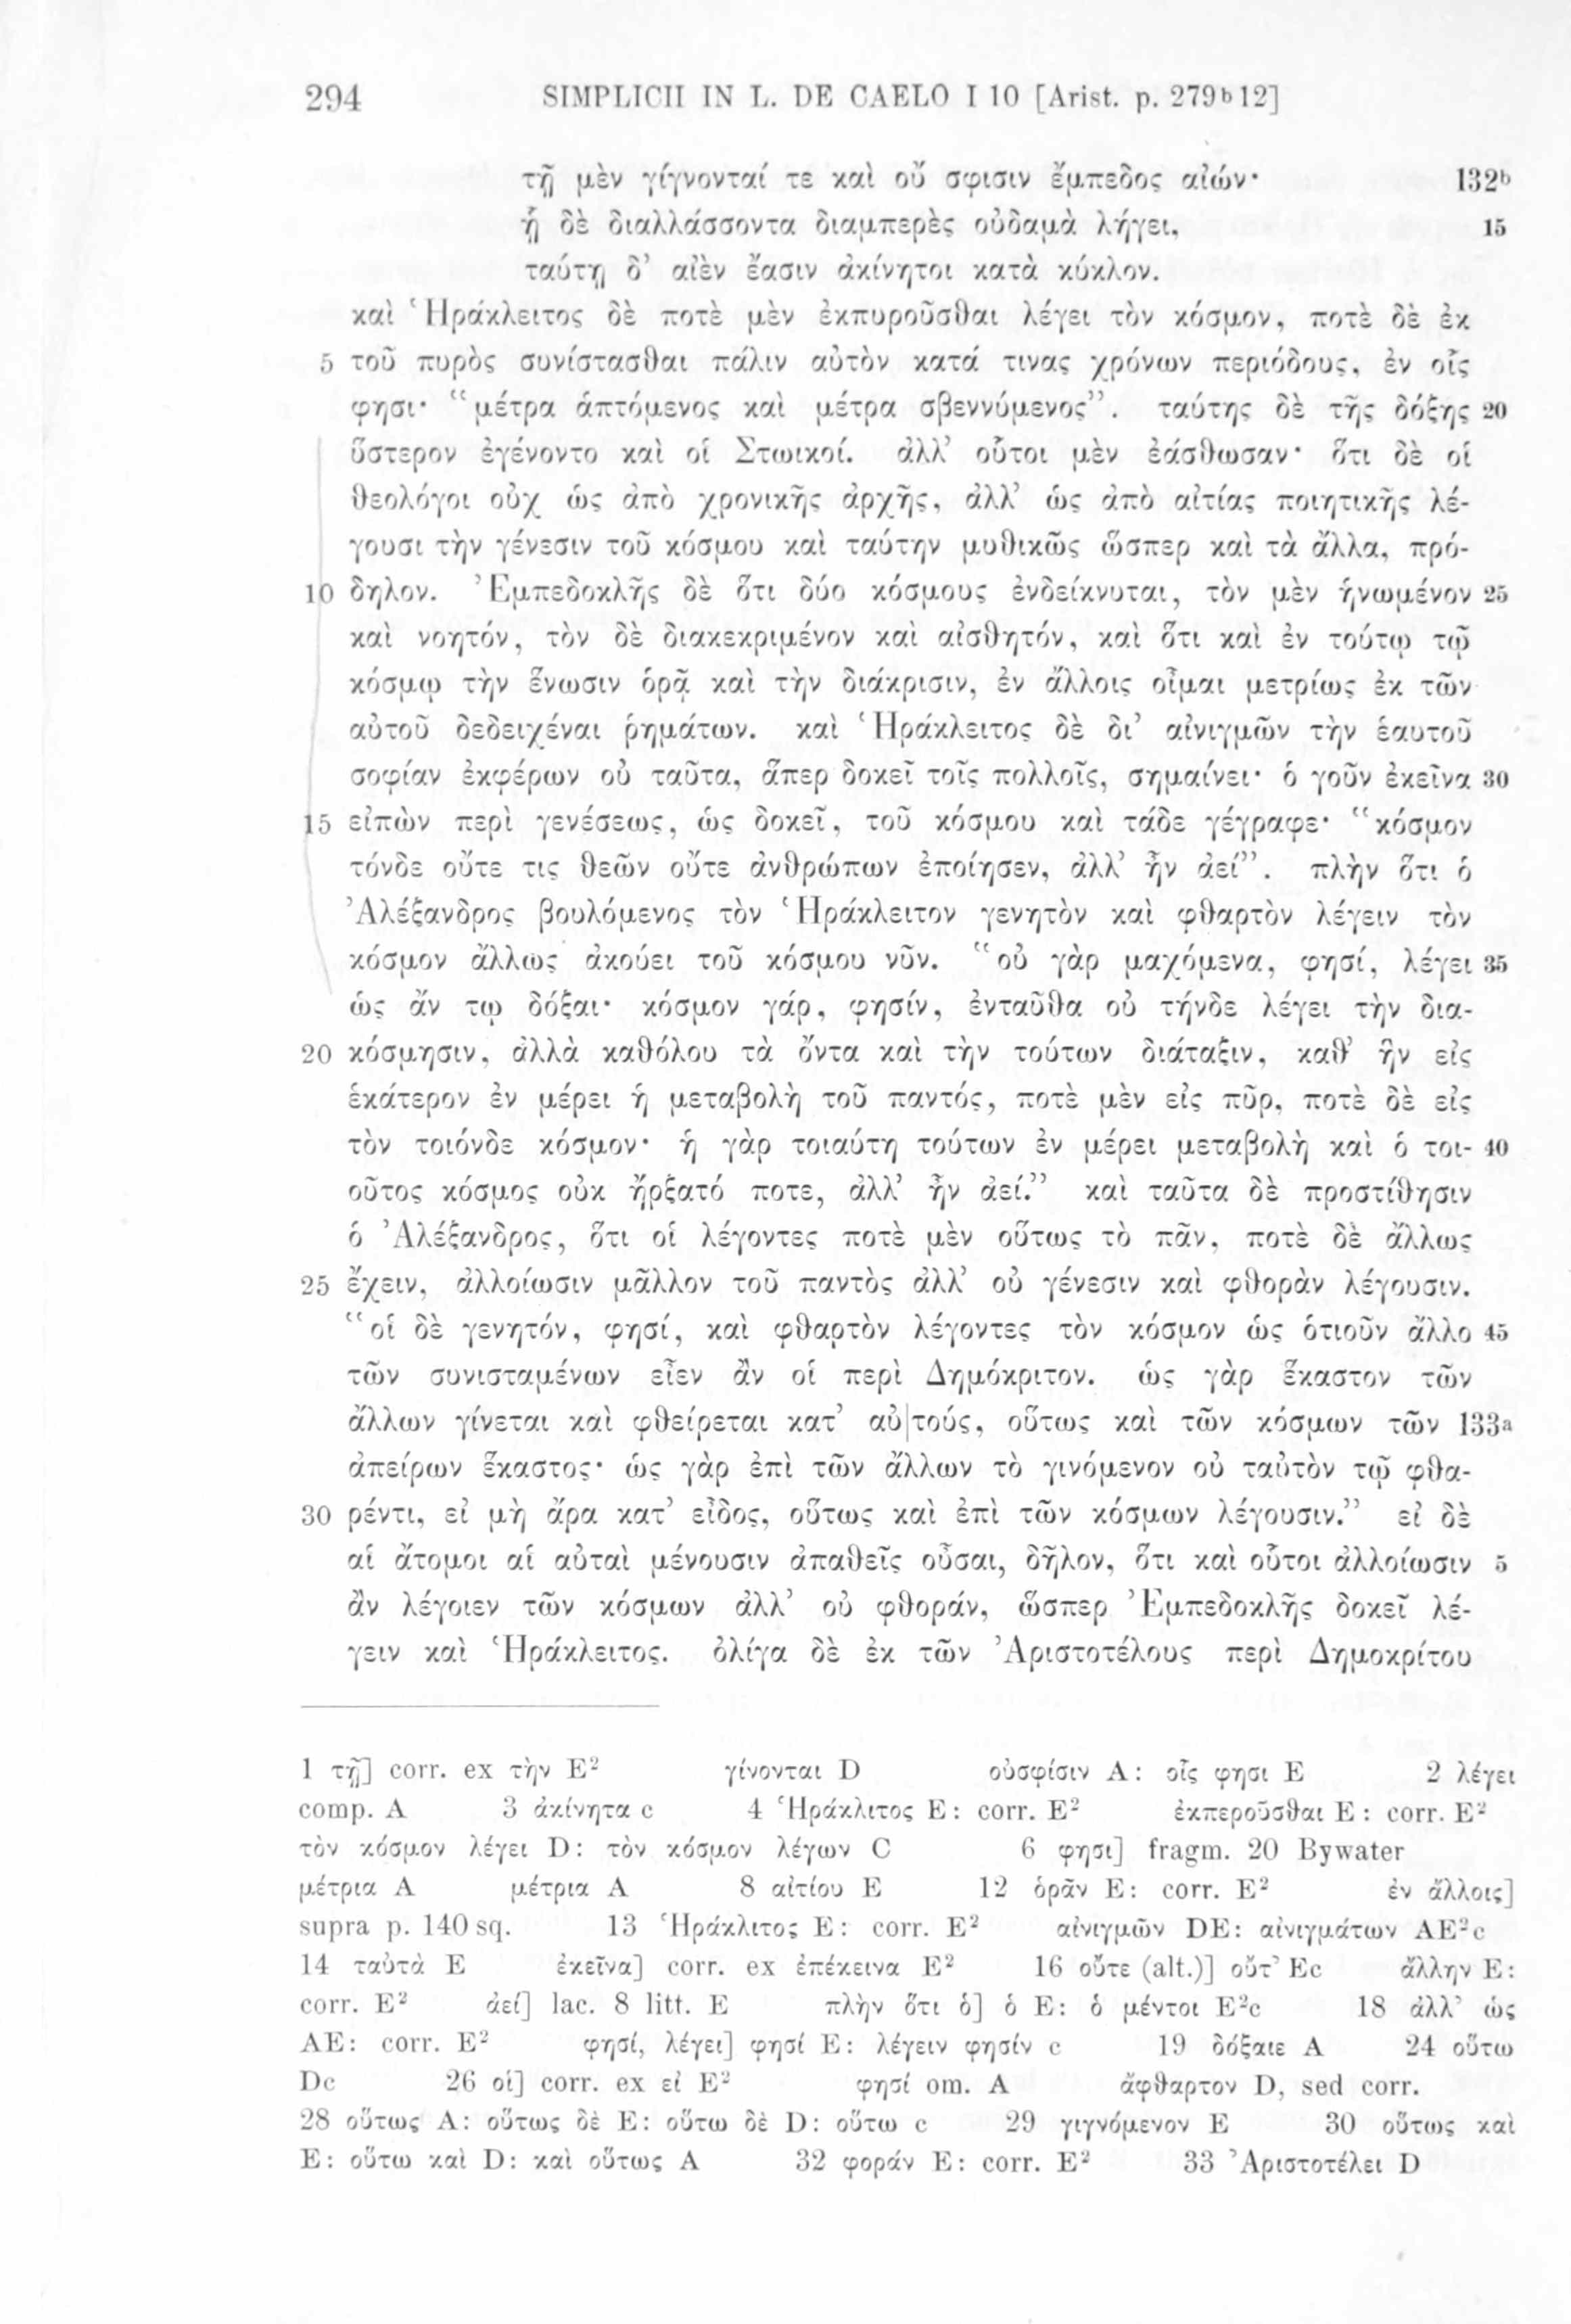 294 SIMPLICII IN L. DE CAELO I 10 [Arist. p. 279ᵇ12]
τῇ μὲν γίγνονταί τε καὶ οὔ σφισιν ἔμπεδος αἰών· 132ᵇ
ᾗ δὲ διαλλάσσοντα διαμπερὲς οὐδαμὰ λήγει, 15
ταύτῃ δ’ αἰὲν ἔασιν ἀκίνητοι κατὰ κύκλον.
καὶ Ἡράκλειτος δὲ ποτὲ μὲν ἐκπυροῦσθαι λέγει τὸν κόσμον, ποτὲ δὲ ἐκ
5 τοῦ πυρὸς συνίστασθαι πάλιν αὐτὸν κατά τινας χρόνων περιόδους, ἐν οἷς
φησι· “μέτρα ἁπτόμενος καὶ μέτρα σβεννύμενος”. ταύτης δὲ τῆς δόξης 20
ὕστερον ἐγένοντο καὶ οἱ Στωικοί. ἀλλ’ οὗτοι μὲν ἐάσθωσαν· ὅτι δὲ οἱ
θεολόγοι οὐχ ὡς ἀπὸ χρονικῆς ἀρχῆς, ἀλλ’ ὡς ἀπὸ αἰτίας ποιητικῆς λέ-
γουσι τὴν γένεσιν τοῦ κόσμου καὶ ταύτην μυθικῶς ὥσπερ καὶ τὰ ἄλλα, πρό-
10 δηλον. Ἐμπεδοκλῆς δὲ ὅτι δύο κόσμους ἐνδείκνυται, τὸν μὲν ἡνωμένον 25
καὶ νοητόν, τὸν δὲ διακεκριμένον καὶ αἰσθητόν, καὶ ὅτι καὶ ἐν τούτῳ τῷ
κόσμῳ τὴν ἕνωσιν ὁρᾷ καὶ τὴν διάκρισιν, ἐν ἄλλοις οἶμαι μετρίως ἐκ τῶν
αὐτοῦ δεδειχέναι ῥημάτων. καὶ Ἡράκλειτος δὲ δι’ αἰνιγμῶν τὴν ἑαυτοῦ
σοφίαν ἐκφέρων οὐ ταῦτα, ἅπερ δοκεῖ τοῖς πολλοῖς, σημαίνει· ὁ γοῦν ἐκεῖνα 30
15 εἰπὼν περὶ γενέσεως, ὡς δοκεῖ, τοῦ κόσμου καὶ τάδε γέγραφε· “κόσμον
τόνδε οὔτε τις θεῶν οὔτε ἀνθρώπων ἐποίησεν, ἀλλ’ ἦν ἀεί”. πλὴν ὅτι ὁ
Ἀλέξανδρος βουλόμενος τὸν Ἡράκλειτον γενητὸν καὶ φθαρτὸν λέγειν τὸν
κόσμον ἄλλως ἀκούει τοῦ κόσμου νῦν. “οὐ γὰρ μαχόμενα, φησί, λέγει 35
ὡς ἄν τῳ δόξαι· κόσμον γάρ, φησίν, ἐνταῦθα οὐ τήνδε λέγει τὴν δια-
20 κόσμησιν, ἀλλὰ καθόλου τὰ ὄντα καὶ τὴν τούτων διάταξιν, καθ’ ἣν εἰς
ἑκάτερον ἐν μέρει ἡ μεταβολὴ τοῦ παντός, ποτὲ μὲν εἰς πῦρ, ποτὲ δὲ εἰς
τὸν τοιόνδε κόσμον· ἡ γὰρ τοιαύτη τούτων ἐν μέρει μεταβολὴ καὶ ὁ τοι- 40
οῦτος κόσμος οὐκ ἤρξατό ποτε, ἀλλ’ ἦν ἀεί.” καὶ ταῦτα δὲ προστίθησιν
ὁ Ἀλέξανδρος, ὅτι οἱ λέγοντες ποτὲ μὲν οὕτως τὸ πᾶν, ποτὲ δὲ ἄλλως
25 ἔχειν, ἀλλοίωσιν μᾶλλον τοῦ παντὸς ἀλλ’ οὐ γένεσιν καὶ φθορὰν λέγουσιν.
“οἱ δὲ γενητόν, φησί, καὶ φθαρτὸν λέγοντες τὸν κόσμον ὡς ὁτιοῦν ἄλλο 45
τῶν συνισταμένων εἶεν ἂν οἱ περὶ Δημόκριτον. ὡς γὰρ ἕκαστον τῶν
ἄλλων γίνεται καὶ φθείρεται κατ’ αὐ|τούς, οὕτως καὶ τῶν κόσμων τῶν 133ᵃ
ἀπείρων ἕκαστος· ὡς γὰρ ἐπὶ τῶν ἄλλων τὸ γινόμενον οὐ ταὐτὸν τῷ φθα-
30 ρέντι, εἰ μὴ ἄρα κατ’ εἶδος, οὕτως καὶ ἐπὶ τῶν κόσμων λέγουσιν.” εἰ δὲ
αἱ ἄτομοι αἱ αὐταὶ μένουσιν ἀπαθεῖς οὖσαι, δῆλον, ὅτι καὶ οὗτοι ἀλλοίωσιν 5
ἂν λέγοιεν τῶν κόσμων ἀλλ’ οὐ φθοράν, ὥσπερ Ἐμπεδοκλῆς δοκεῖ λέ-
γειν καὶ Ἡράκλειτος. ὀλίγα δὲ ἐκ τῶν Ἀριστοτέλους περὶ Δημοκρίτου
1 τῇ] corr. ex τὴν E² γίνονται D οὐσφίσιν A: οἷς φησι E 2 λέγει
comp. A 3 ἀκίνητα c 4 Ἡράκλιτος E: corr. E² ἐκπεροῦσθαι E: corr. E²
τὸν κόσμον λέγει D: τὸν κόσμον λέγων C 6 φησι] fragm. 20 Bywater
μέτρια A μέτρια A 8 αἰτίου E 12 ὁρᾶν E: corr. E² ἐν ἄλλοις]
supra p. 140 sq. 13 Ἡράκλιτος E: corr. E² αἰνιγμῶν DE: αἰνιγμάτων AE²c
14 ταὐτὰ E ἐκεῖνα] corr. ex ἐπέκεινα E² 16 οὔτε (alt.)] οὔτ’ Ec ἄλλην E:
corr. E² ἀεί] lac. 8 litt. E πλὴν ὅτι ὁ] ὁ E: ὁ μέντοι E²c 18 ἀλλ’ ὡς
AE: corr. E² φησί, λέγει] φησί E: λέγειν φησίν c 19 δόξαιε A 24 οὕτω
Dc 26 οἱ] corr. ex εἰ E² φησί om. A ἄφθαρτον D, sed corr.
28 οὕτως A: οὕτως δὲ E: οὕτω δὲ D: οὕτω c 29 γιγνόμενον E 30 οὕτως καὶ
E: οὕτω καὶ D: καὶ οὕτως A 32 φοράν E: corr. E² 33 Ἀριστοτέλει D